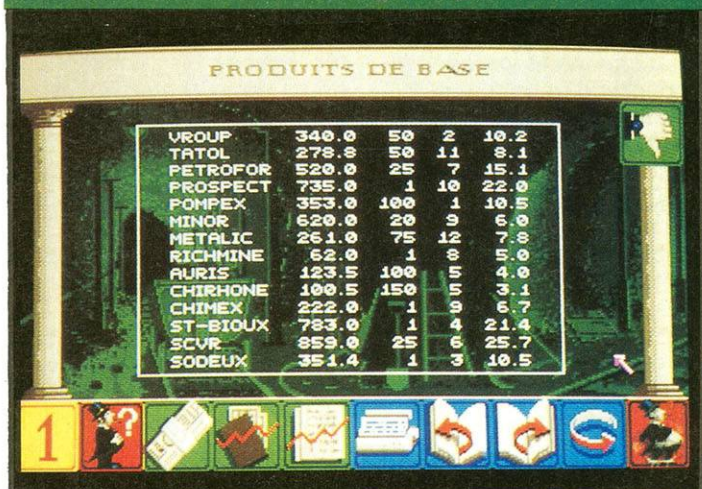 PRODUITS DE BASE
VROUP 340.0 50 2 10.2
TATOL 278.8 50 11 8.1
PETROFOR 520.0 25 7 15.1
PROSPECT 735.0 1 10 22.0
POMPEX 353.0 100 1 10.5
MINOR 620.0 20 9 6.0
METALIC 261.0 75 12 7.8
RICHMINE 62.0 1 8 5.0
AURIS 123.5 100 5 4.0
CHIRHONE 100.5 150 5 3.1
CHIMEX 222.0 1 9 6.7
ST-BIOUX 783.0 1 4 21.4
SCVR 859.0 25 6 25.7
SODEUX 351.4 1 3 10.5
1 ?